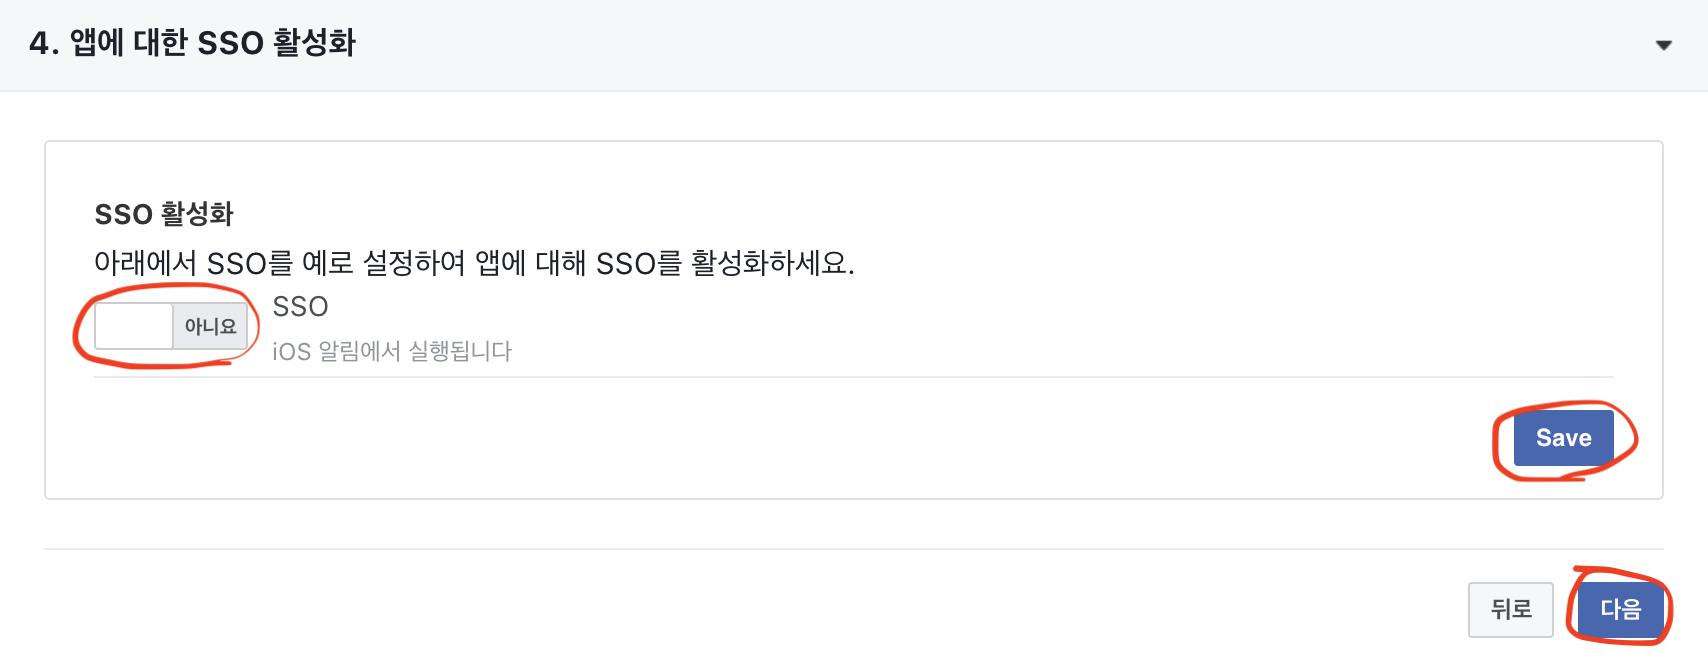 4. 앱에 대한 SSO 활성화
SSO 활성화
아래에서 SSO를 예로 설정하여 앱에 대해 SSO를 활성화하세요.
아니요
SSO
iOS 알림에서 실행됩니다
Save
뒤로
다음